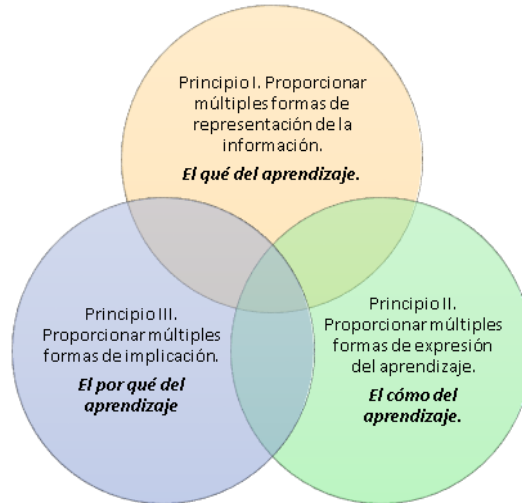 Principio I. Proporcionar
múltiples formas de
representación de la
información.
El qué del aprendizaje.
Principio III.
Proporcionar múltiples
formas de implicación.
El por qué del
aprendizaje
Principio II.
Proporcionar múltiples
formas de expresión
del aprendizaje.
El cómo del
aprendizaje.